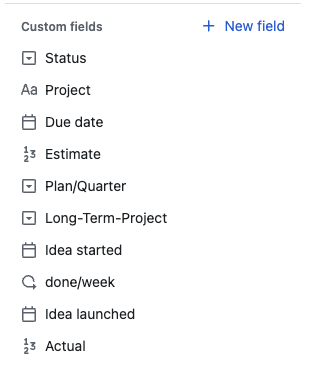 Custom fields
+ New field
Status
Aa Project
Due date
Estimate
Plan/Quarter
Long-Term-Project
Idea started
done/week
Idea launched
Actual